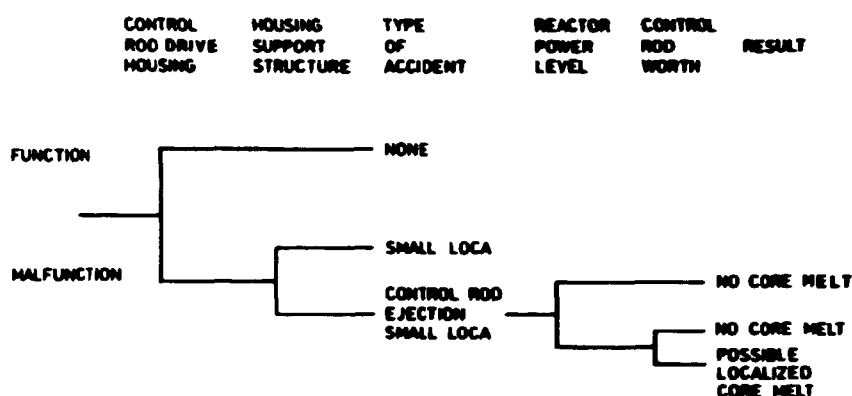 CONTROL ROD DRIVE HOUSING
HOUSING SUPPORT STRUCTURE
TYPE OF ACCIDENT
REACTOR POWER LEVEL
CONTROL ROD WORTH
RESULT
FUNCTION
NONE
MALFUNCTION
SMALL LOCA
CONTROL ROD
EJECTION
SMALL LOCA
NO CORE MELT
NO CORE MELT
POSSIBLE
LOCALIZED
CORE MELT